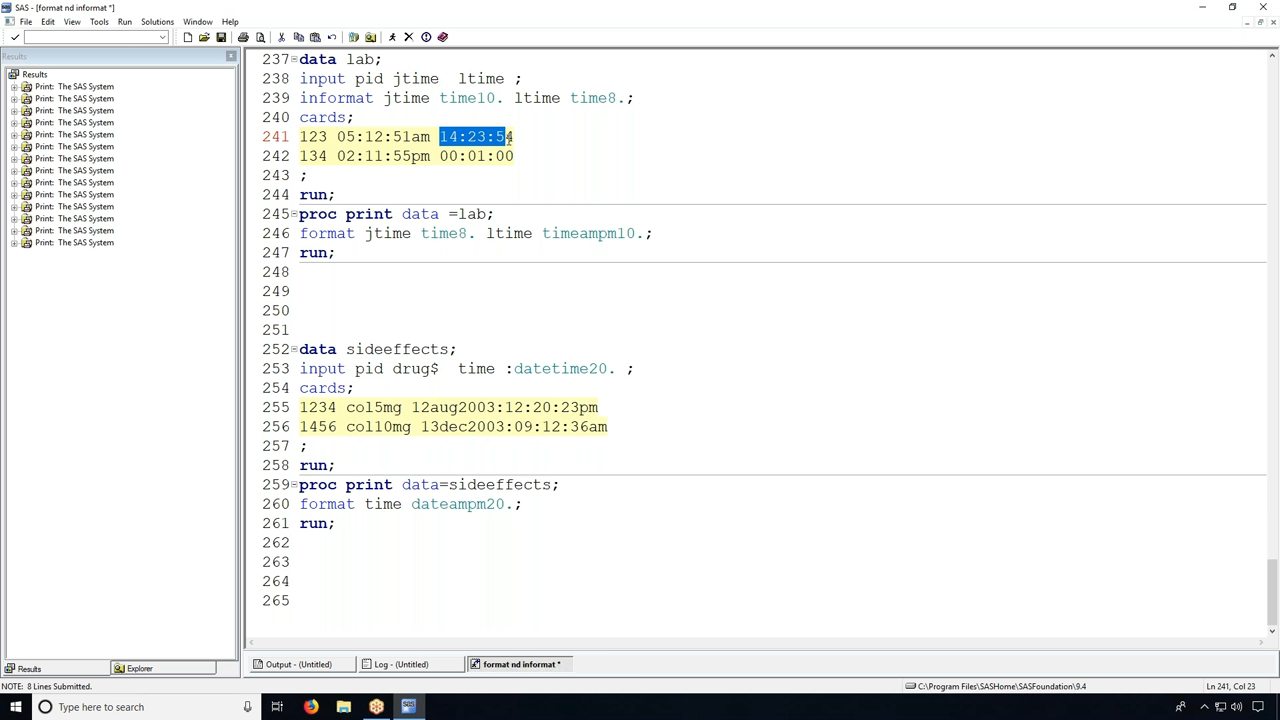 SAS - [format nd informat *]
File Edit View Tools Run Solutions Window Help
Results
Results
Print: The SAS System
Print: The SAS System
Print: The SAS System
Print: The SAS System
Print: The SAS System
Print: The SAS System
Print: The SAS System
Print: The SAS System
Print: The SAS System
Print: The SAS System
Print: The SAS System
Print: The SAS System
Print: The SAS System
Print: The SAS System
237 data lab;
238 input pid jtime ltime ;
239 informat jtime time10. ltime time8.;
240 cards;
241 123 05:12:51am 14:23:54
242 134 02:11:55pm 00:01:00
243 ;
244 run;
245 proc print data =lab;
246 format jtime time8. ltime timeampm10.;
247 run;
248
249
250
251
252 data sideeffects;
253 input pid drug$ time :datetime20. ;
254 cards;
255 1234 col5mg 12aug2003:12:20:23pm
256 1456 col10mg 13dec2003:09:12:36am
257 ;
258 run;
259 proc print data=sideeffects;
260 format time dateampm20.;
261 run;
262
263
264
265
Results Explorer
Output - (Untitled) Log - (Untitled) format nd informat *
NOTE: 8 Lines Submitted. C:\Program Files\SASHome\SASFoundation\9.4 Ln 241, Col 23
Type here to search